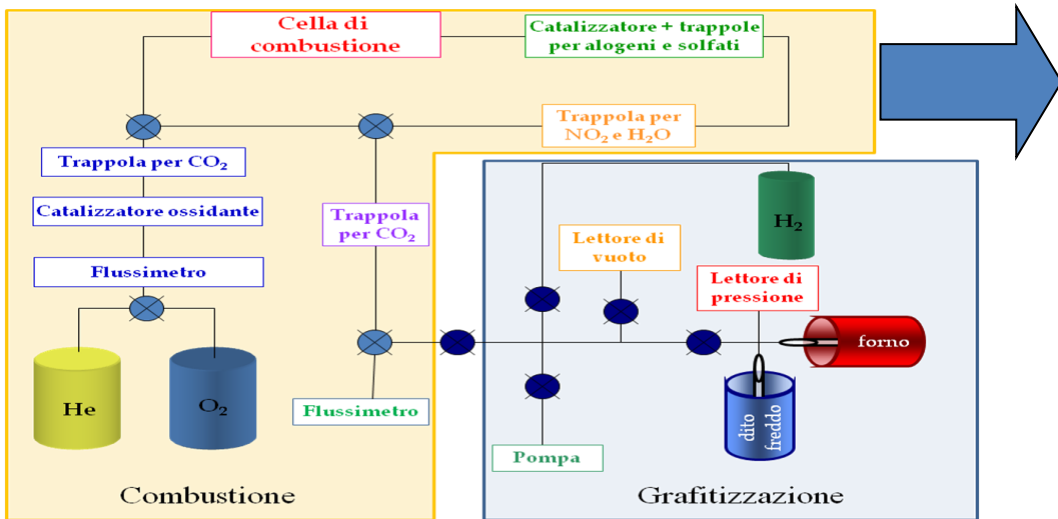 Cella di
combustione
Catalizzatore + trappole
per alogeni e solfati
Trappola per
NO₂ e H₂O
Trappola per CO₂
Catalizzatore ossidante
Flussimetro
He
O₂
Trappola
per CO₂
Flussimetro
Combustione
H₂
Lettore di
vuoto
Lettore di
pressione
forno
dito
freddo
Pompa
Grafitizzazione